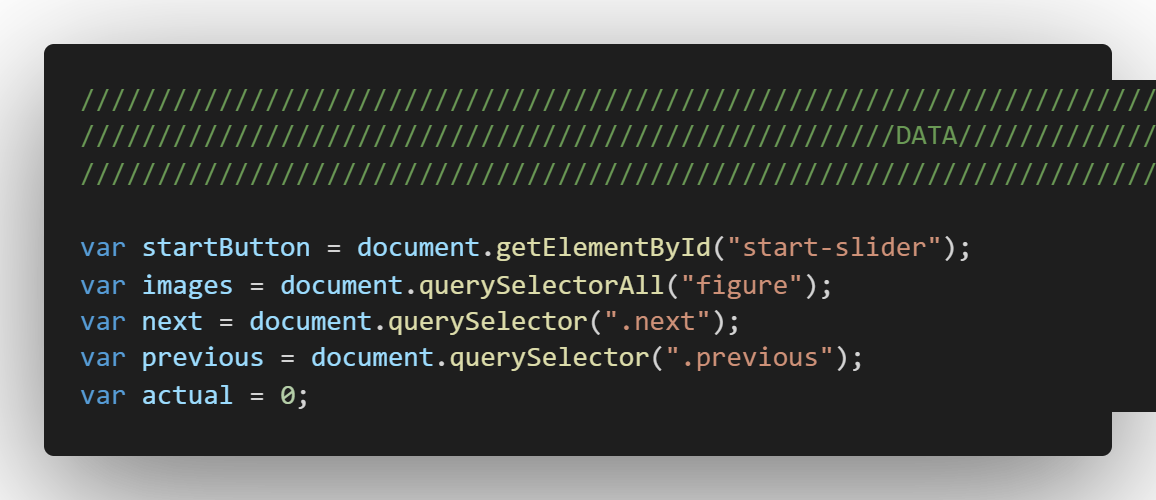 //////////////////////////////////////////////////////////////////////
/////////////////////////////////////////////////////DATA/////////////
//////////////////////////////////////////////////////////////////////
var startButton = document.getElementById("start-slider");
var images = document.querySelectorAll("figure");
var next = document.querySelector(".next");
var previous = document.querySelector(".previous");
var actual = 0;